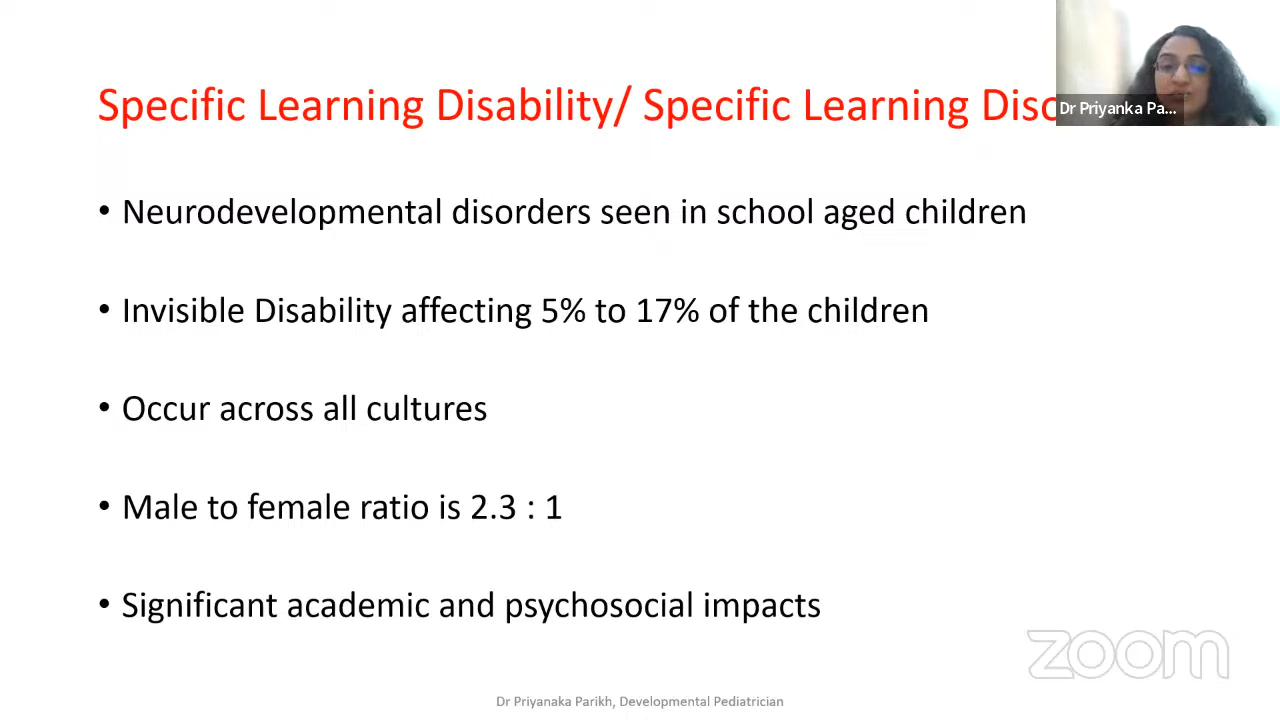 Specific Learning Disability/ Specific Learning Diso
Dr Priyanka Pa...
• Neurodevelopmental disorders seen in school aged children
• Invisible Disability affecting 5% to 17% of the children
• Occur across all cultures
• Male to female ratio is 2.3 : 1
• Significant academic and psychosocial impacts
zoom
Dr Priyanaka Parikh, Developmental Pediatrician